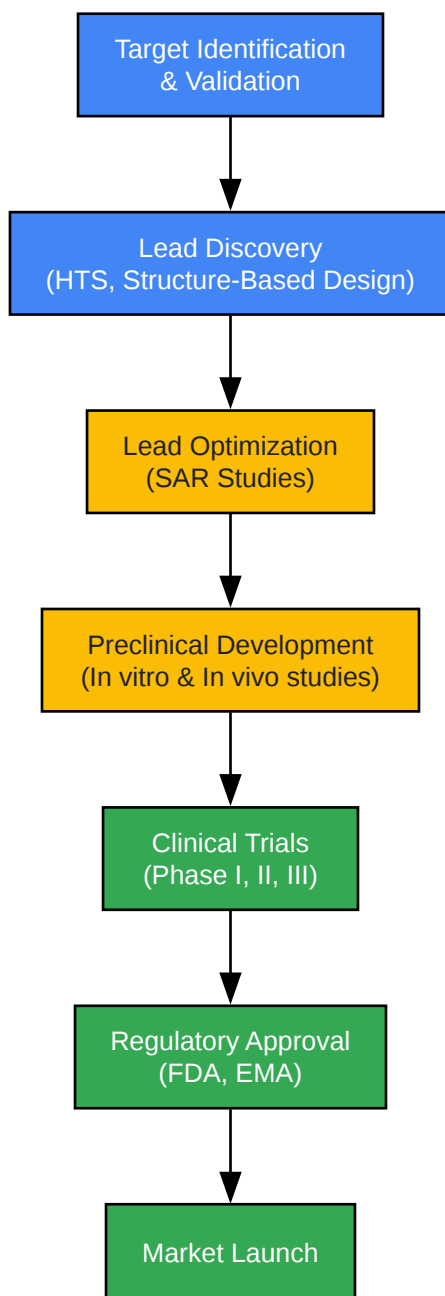 Target Identification
& Validation
Lead Discovery
(HTS, Structure-Based Design)
Lead Optimization
(SAR Studies)
Preclinical Development
(In vitro & In vivo studies)
Clinical Trials
(Phase I, II, III)
Regulatory Approval
(FDA, EMA)
Market Launch